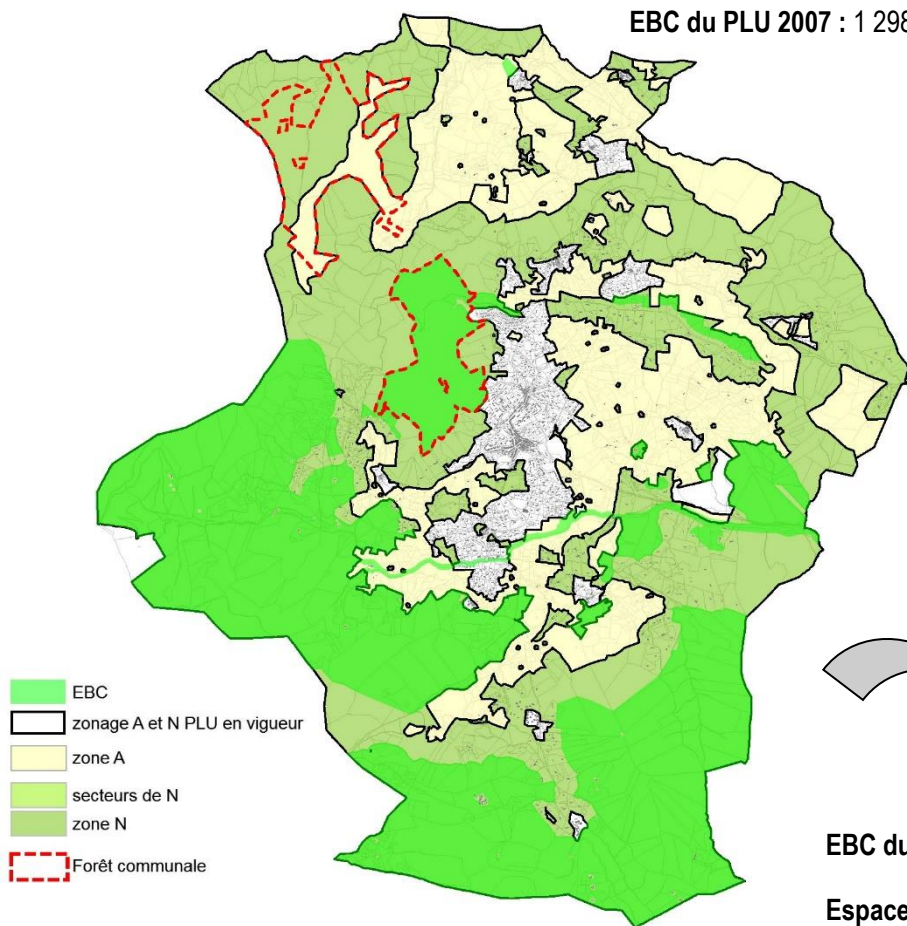 EBC du PLU 2007 : 1 298
EBC
zonage A et N PLU en vigueur
zone A
secteurs de N
zone N
Forêt communale
EBC du
Espace